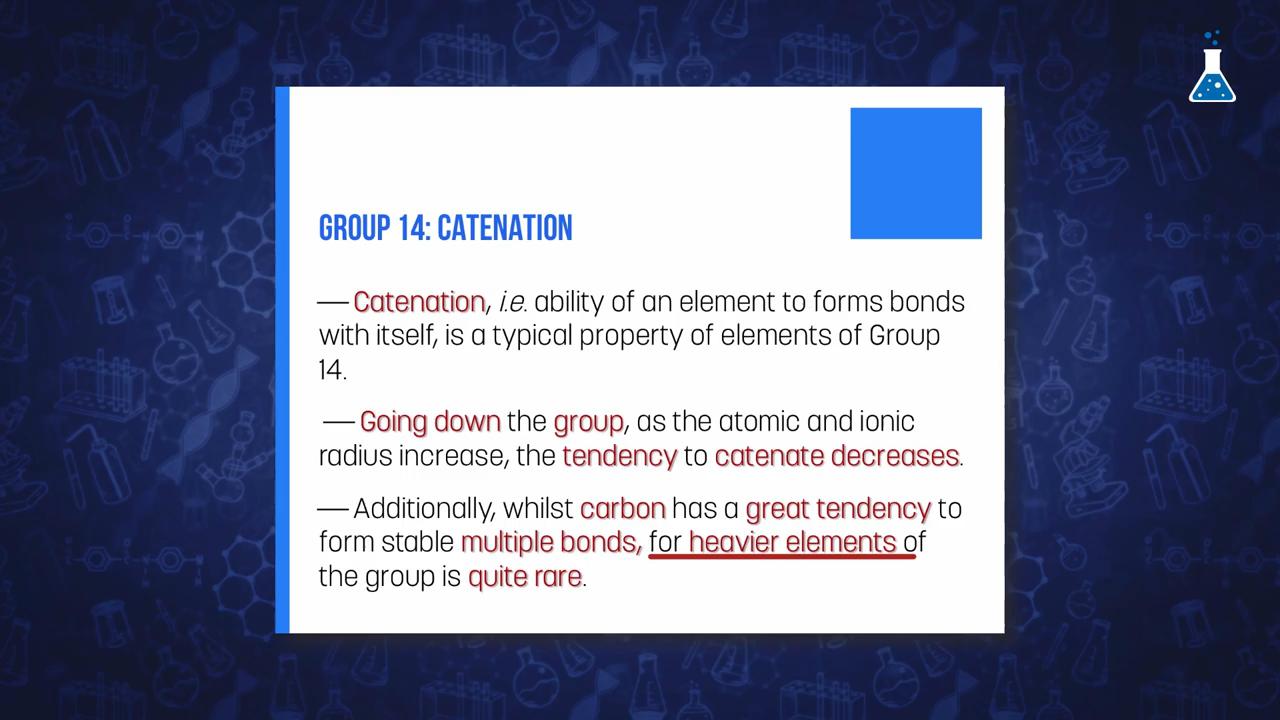 GROUP 14: CATENATION
— Catenation, i.e. ability of an element to forms bonds
with itself, is a typical property of elements of Group
14.
— Going down the group, as the atomic and ionic
radius increase, the tendency to catenate decreases.
— Additionally, whilst carbon has a great tendency to
form stable multiple bonds, for heavier elements of
the group is quite rare.